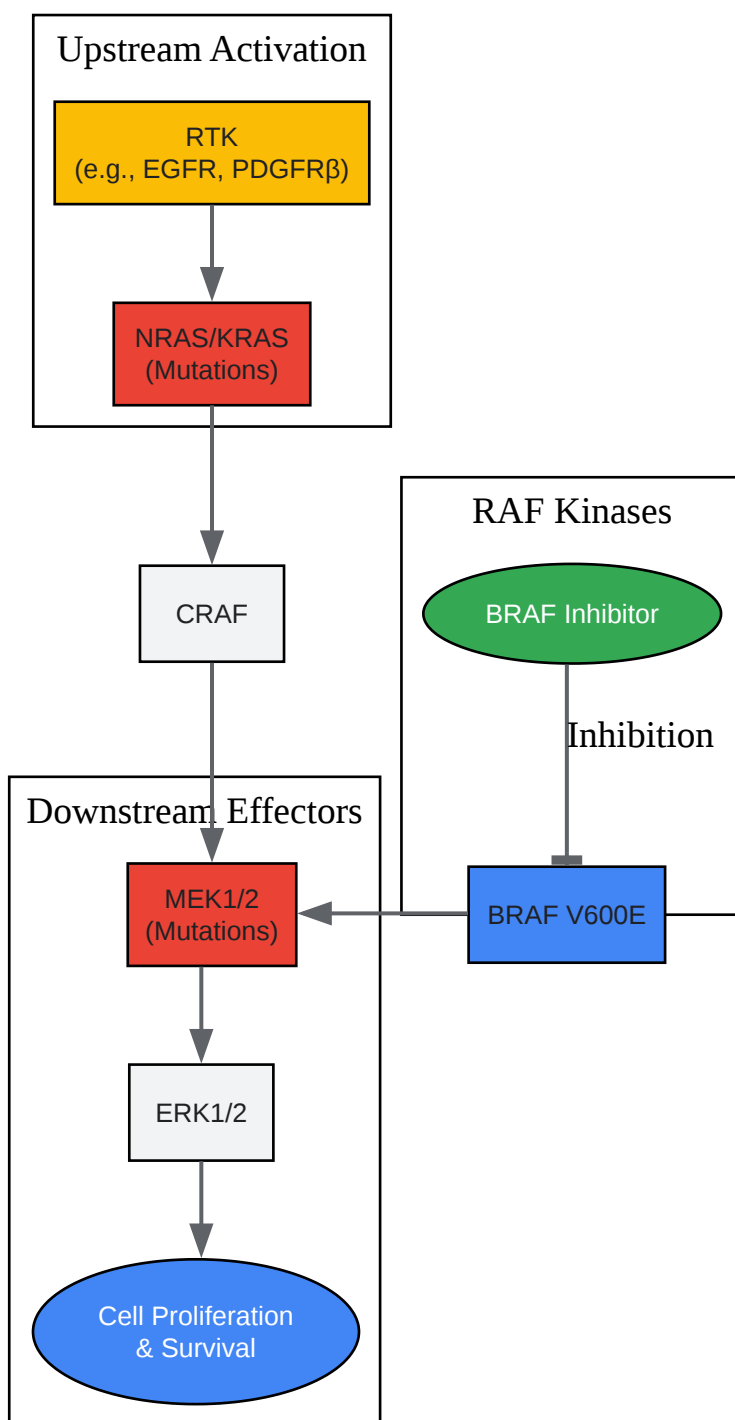 Upstream Activation
RTK
(e.g., EGFR, PDGFRβ)
NRAS/KRAS
(Mutations)
RAF Kinases
CRAF
BRAF Inhibitor
Inhibition
Downstream Effectors
MEK1/2
(Mutations)
BRAF V600E
ERK1/2
Cell Proliferation
& Survival